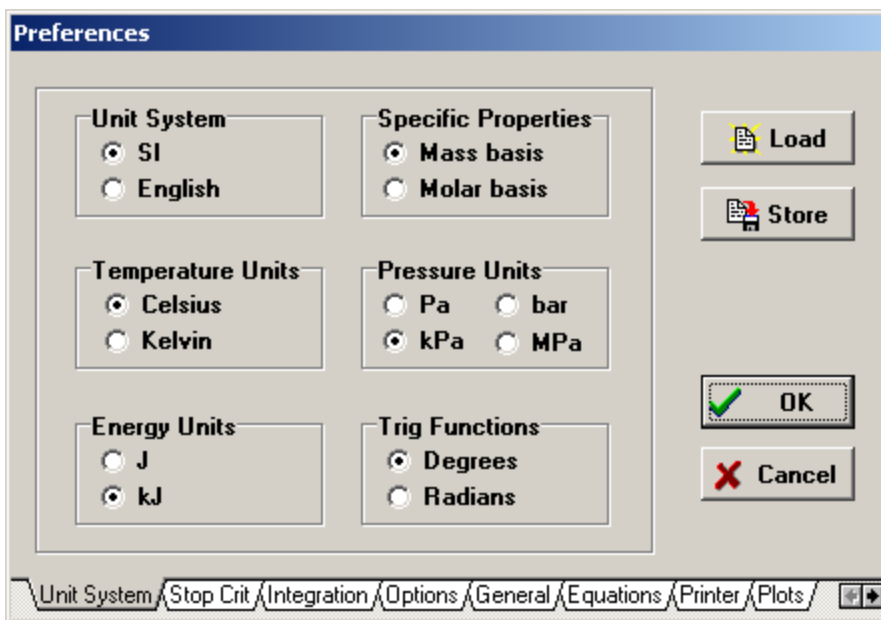 Preferences
Unit System
SI
English
Specific Properties
Mass basis
Molar basis
Load
Store
Temperature Units
Celsius
Kelvin
Pressure Units
Pa
bar
kPa
MPa
Energy Units
J
kJ
Trig Functions
Degrees
Radians
OK
Cancel
Unit System Stop Crit Integration Options General Equations Printer Plots